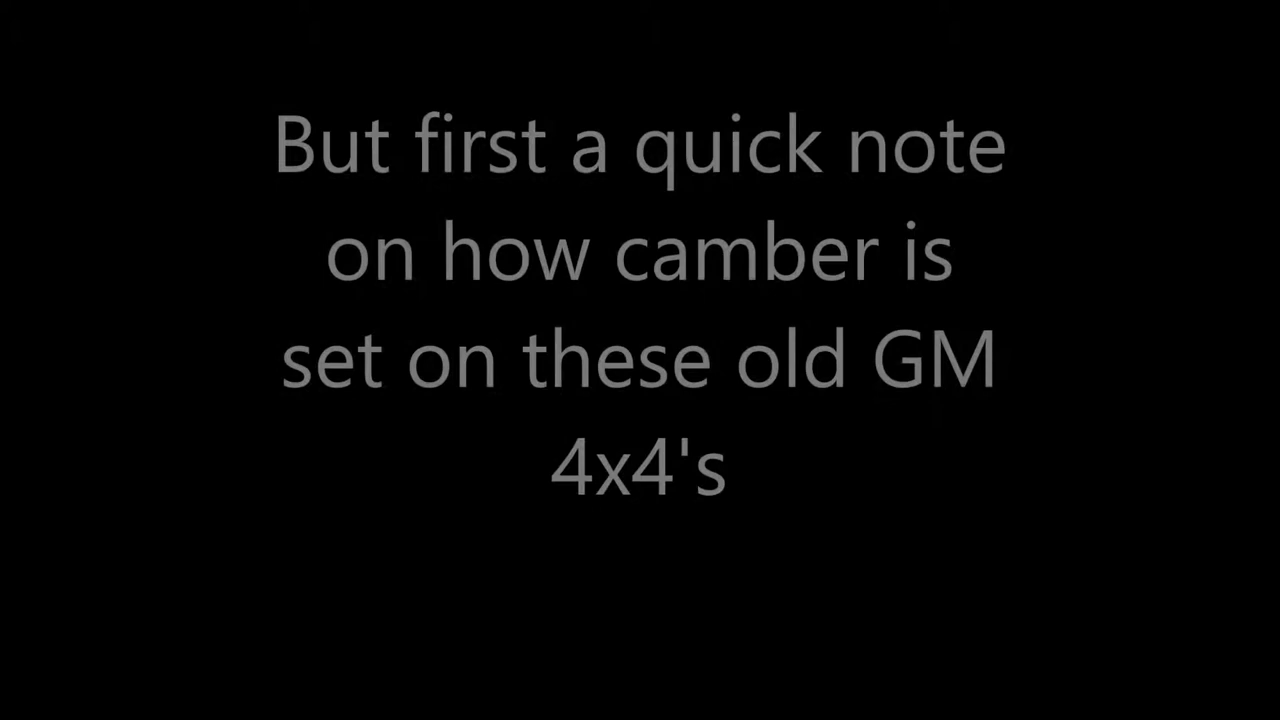 But first a quick note
on how camber is
set on these old GM
4x4's